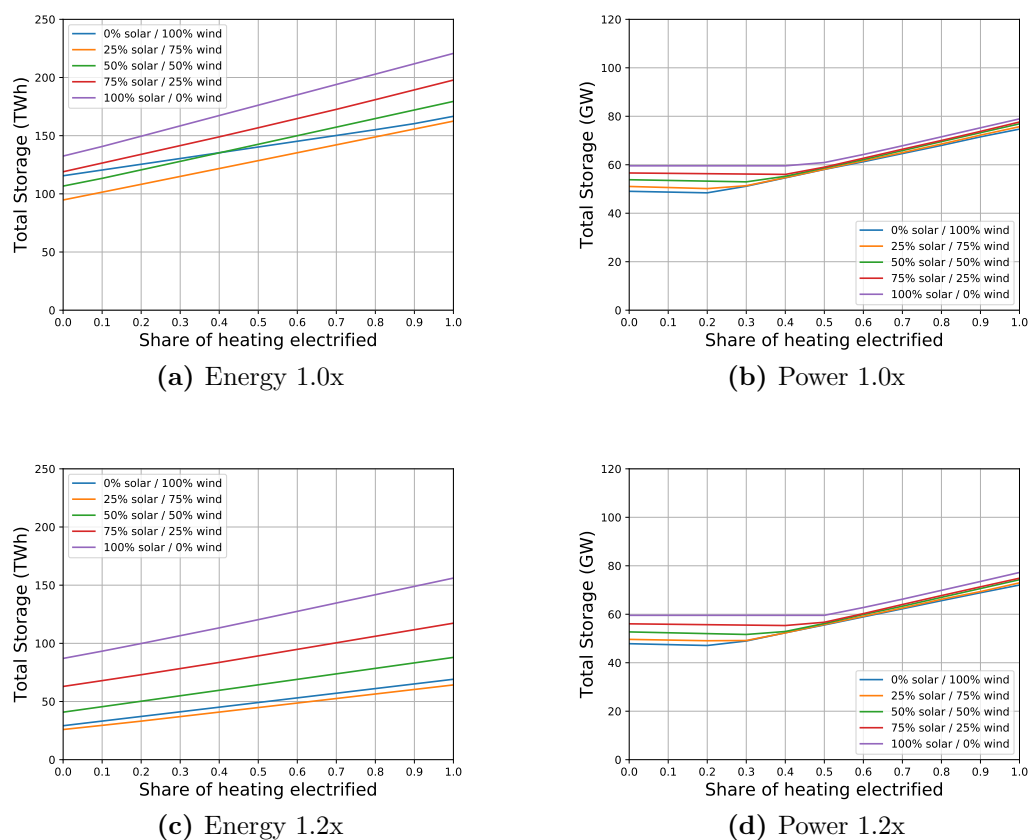 250
200
150
100
50
0
Total Storage (TWh)
0% solar / 100% wind
25% solar / 75% wind
50% solar / 50% wind
75% solar / 25% wind
100% solar / 0% wind
0.0 0.1 0.2 0.3 0.4 0.5 0.6 0.7 0.8 0.9 1.0
Share of heating electrified
(a) Energy 1.0x
120
100
80
60
40
20
0
Total Storage (GW)
0% solar / 100% wind
25% solar / 75% wind
50% solar / 50% wind
75% solar / 25% wind
100% solar / 0% wind
0.0 0.1 0.2 0.3 0.4 0.5 0.6 0.7 0.8 0.9 1.0
Share of heating electrified
(b) Power 1.0x
250
200
150
100
50
0
Total Storage (TWh)
0% solar / 100% wind
25% solar / 75% wind
50% solar / 50% wind
75% solar / 25% wind
100% solar / 0% wind
0.0 0.1 0.2 0.3 0.4 0.5 0.6 0.7 0.8 0.9 1.0
Share of heating electrified
(c) Energy 1.2x
120
100
80
60
40
20
0
Total Storage (GW)
0% solar / 100% wind
25% solar / 75% wind
50% solar / 50% wind
75% solar / 25% wind
100% solar / 0% wind
0.0 0.1 0.2 0.3 0.4 0.5 0.6 0.7 0.8 0.9 1.0
Share of heating electrified
(d) Power 1.2x